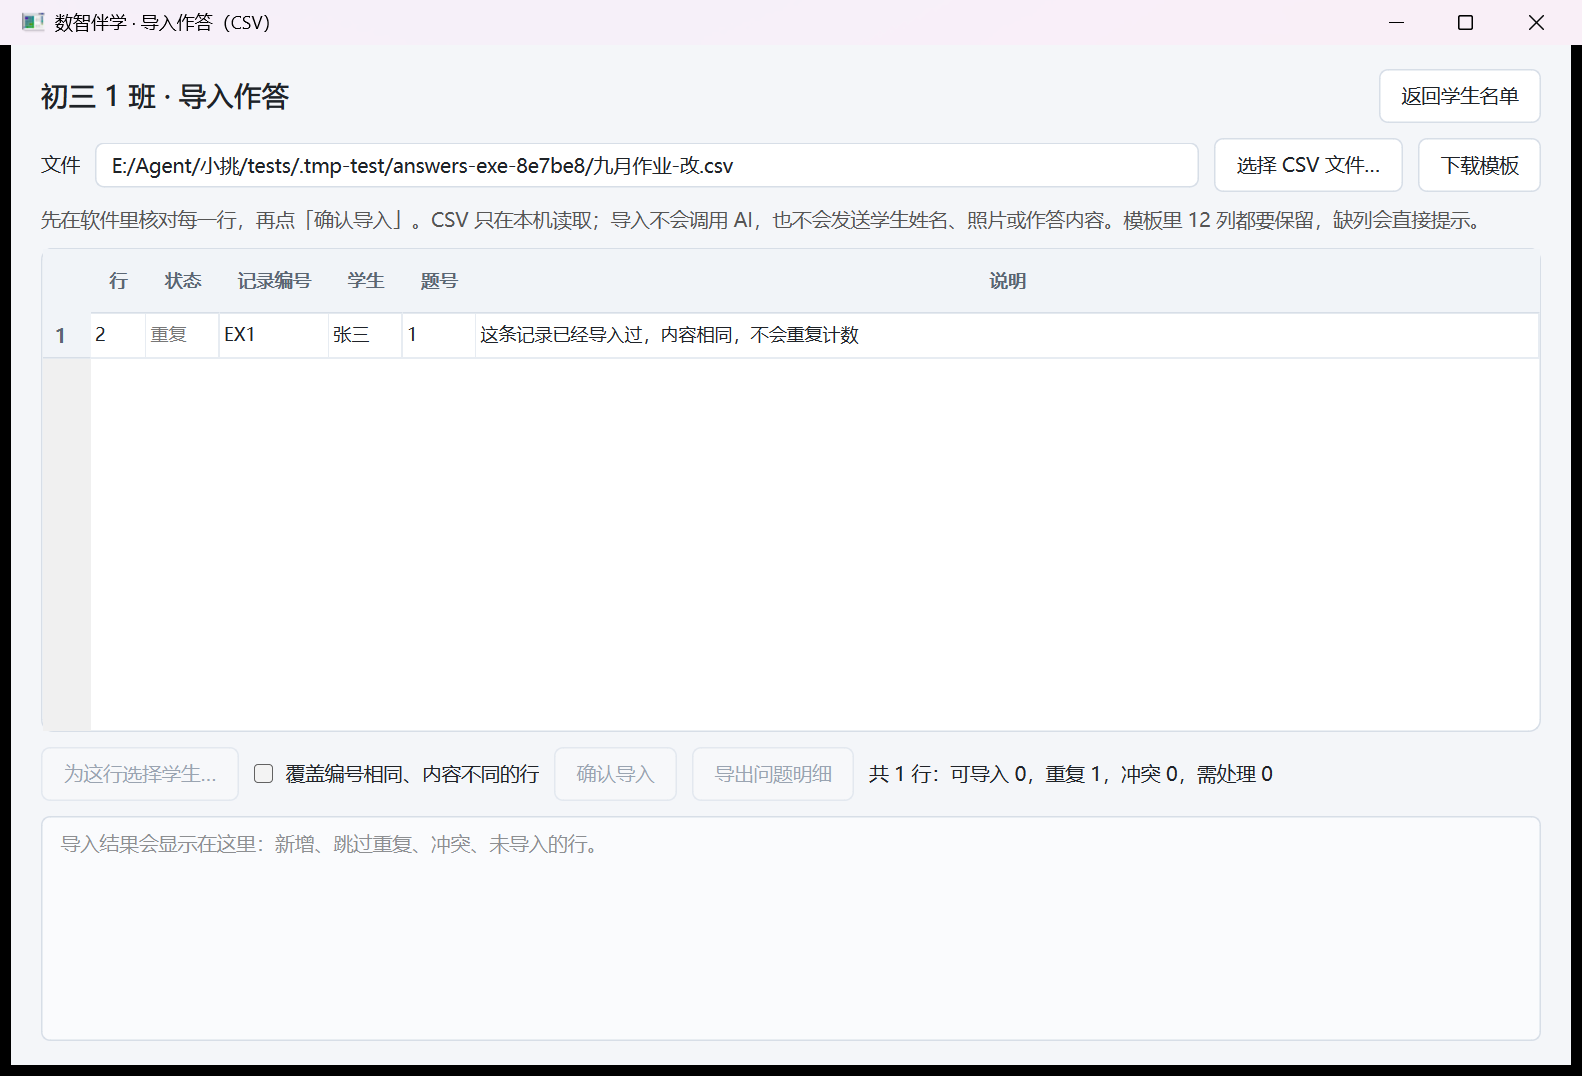 数智伴学 · 导入作答（CSV）
初三 1 班 · 导入作答
返回学生名单
文件 E:/Agent/小挑/tests/.tmp-test/answers-exe-8e7be8/九月作业-改.csv 选择 CSV 文件... 下载模板
先在软件里核对每一行，再点「确认导入」。CSV 只在本机读取；导入不会调用 AI，也不会发送学生姓名、照片或作答内容。模板里 12 列都要保留，缺列会直接提示。
行 状态 记录编号 学生 题号 说明
1 2 重复 EX1 张三 1 这条记录已经导入过，内容相同，不会重复计数
为这行选择学生... 覆盖编号相同、内容不同的行 确认导入 导出问题明细 共 1 行：可导入 0，重复 1，冲突 0，需处理 0
导入结果会显示在这里：新增、跳过重复、冲突、未导入的行。